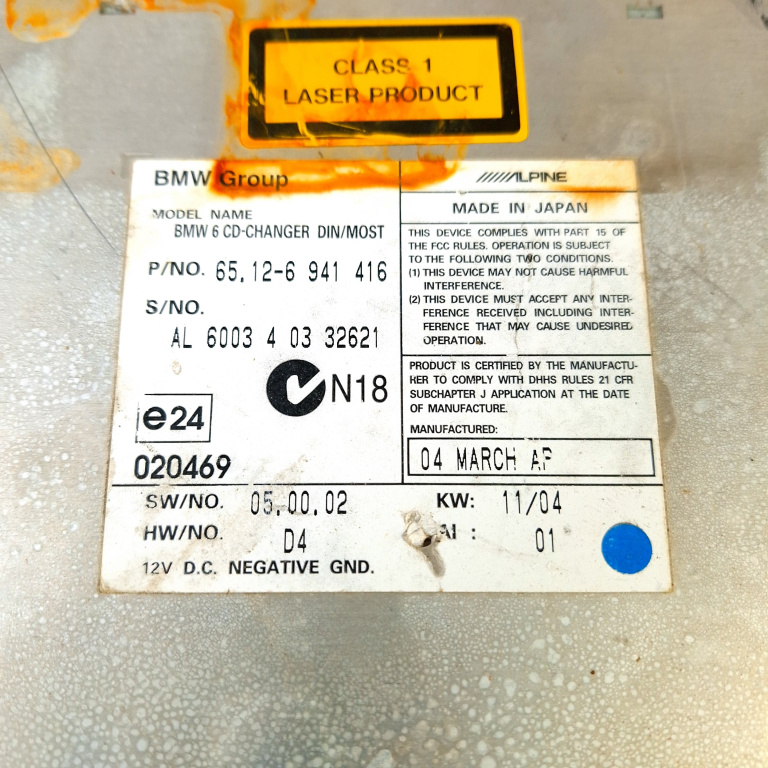 CLASS 1
LASER PRODUCT
BMW Group
MODEL NAME
BMW 6 CD-CHANGER DIN/MOST
P/NO. 65.12-6 941 416
S/NO.
AL 6003 4 03 32621
N18
e24
020469
ALPINE
MADE IN JAPAN
THIS DEVICE COMPLIES WITH PART 15 OF
THE FCC RULES. OPERATION IS SUBJECT
TO THE FOLLOWING TWO CONDITIONS.
(1) THIS DEVICE MAY NOT CAUSE HARMFUL
INTERFERENCE.
(2) THIS DEVICE MUST ACCEPT ANY INTER-
FERENCE RECEIVED INCLUDING INTER-
FERENCE THAT MAY CAUSE UNDESIRED
OPERATION.
PRODUCT IS CERTIFIED BY THE MANUFACTU-
HER TO COMPLY WITH DHHS RULES 21 CFR
SUBCHAPTER J APPLICATION AT THE DATE
OF MANUFACTURE.
MANUFACTURED:
04 MARCH AP
SW/NO. 05.00.02 KW: 11/04
HW/NO. D4 AI : 01
12V D.C. NEGATIVE GND.